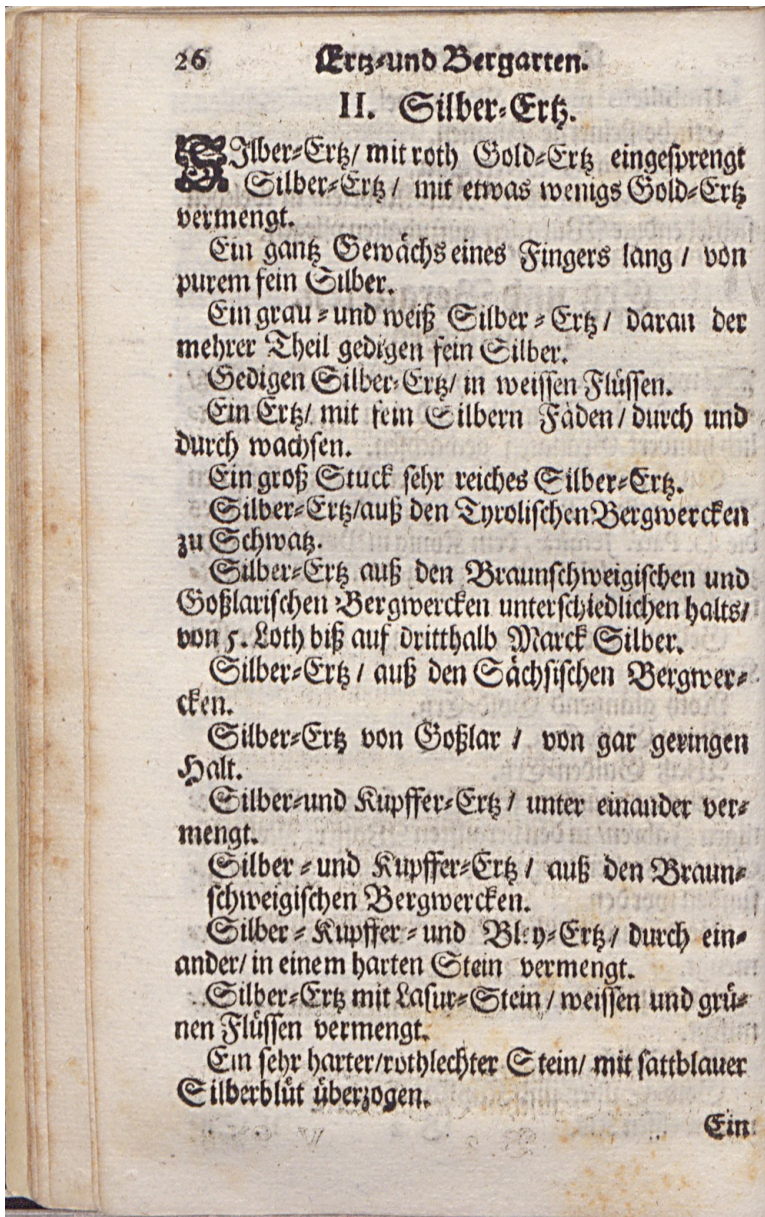 26 Ertz-und Bergarten.
II. Silber-Ertz.
SIlber-Ertz/ mit roth Gold-Ertz eingesprengt
Silber-Ertz / mit etwas wenigs Gold-Ertz
vermengt.
Ein gantz Gewächs eines Fingers lang / von
purem fein Silber.
Ein grau - und weiß Silber - Ertz / daran der
mehrer Theil gedigen fein Silber.
Gedigen Silber-Ertz/ in weissen Flüssen.
Ein Ertz/ mit fein Silbern Fäden / durch und
durch wachsen.
Ein groß Stuck sehr reiches Silber-Ertz.
Silber-Ertz/auß den Tyrolischen Bergwercken
zu Schwatz.
Silber-Ertz auß den Braunschweigischen und
Goßlarischen Bergwercken unterschiedlichen halts/
von 5. Loth biß auf dritthalb Marck Silber.
Silber-Ertz / auß den Sächsischen Bergwer-
cken.
Silber-Ertz von Goßlar / von gar geringen
Halt.
Silber-und Kupffer-Ertz / unter einander ver-
mengt.
Silber - und Kupffer-Ertz / auß den Braun-
schweigischen Bergwercken.
Silber - Kupffer - und Bley-Ertz / durch ein-
ander/ in einem harten Stein vermengt.
Silber-Ertz mit Lasur-Stein / weissen und grü-
nen Flüssen vermengt.
Ein sehr harter/rothlechter Stein/ mit sattblauer
Silberblüt überzogen.
Ein